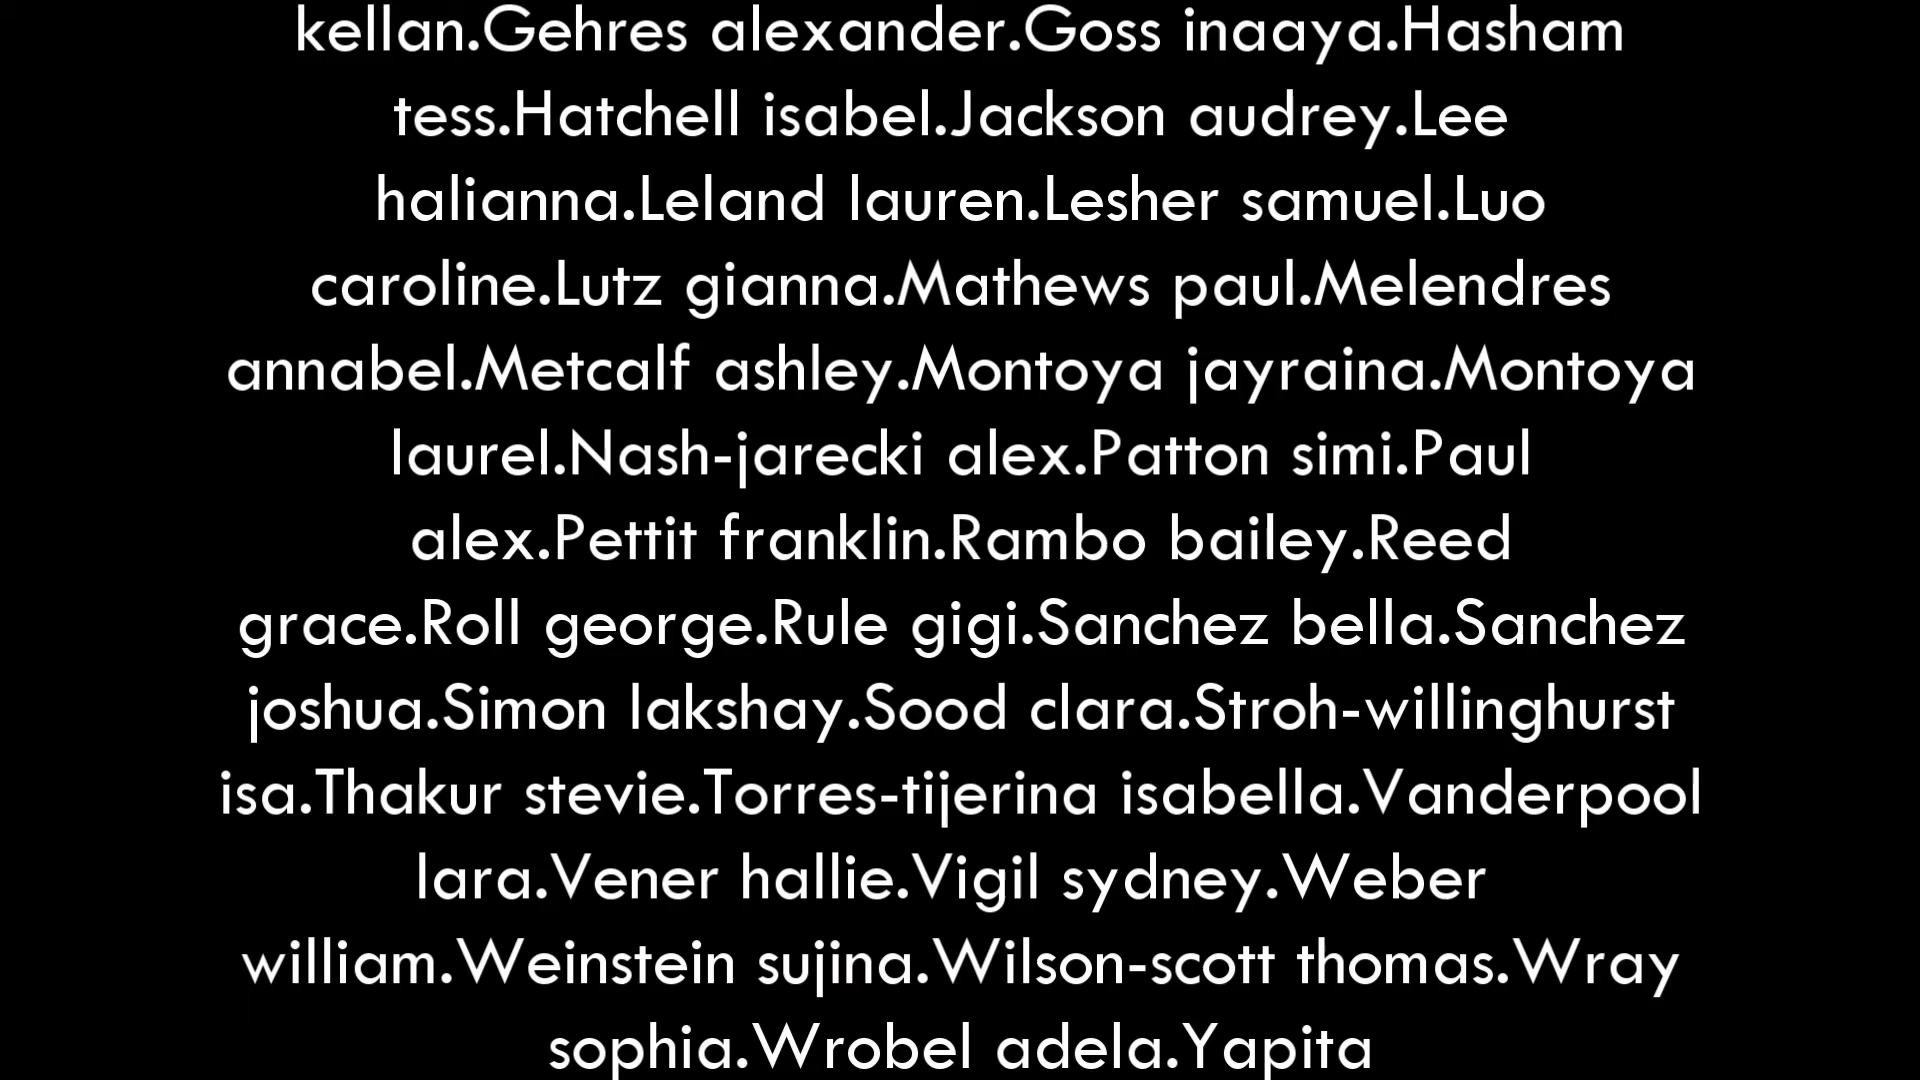 kellan.Gehres alexander.Goss inaaya.Hasham
tess.Hatchell isabel.Jackson audrey.Lee
halianna.Leland lauren.Lesher samuel.Luo
caroline.Lutz gianna.Mathews paul.Melendres
annabel.Metcalf ashley.Montoya jayraina.Montoya
laurel.Nash-jarecki alex.Patton simi.Paul
alex.Pettit franklin.Rambo bailey.Reed
grace.Roll george.Rule gigi.Sanchez bella.Sanchez
joshua.Simon lakshay.Sood clara.Stroh-willinghurst
isa.Thakur stevie.Torres-tijerina isabella.Vanderpool
lara.Vener hallie.Vigil sydney.Weber
william.Weinstein sujina.Wilson-scott thomas.Wray
sophia.Wrobel adela.Yapita